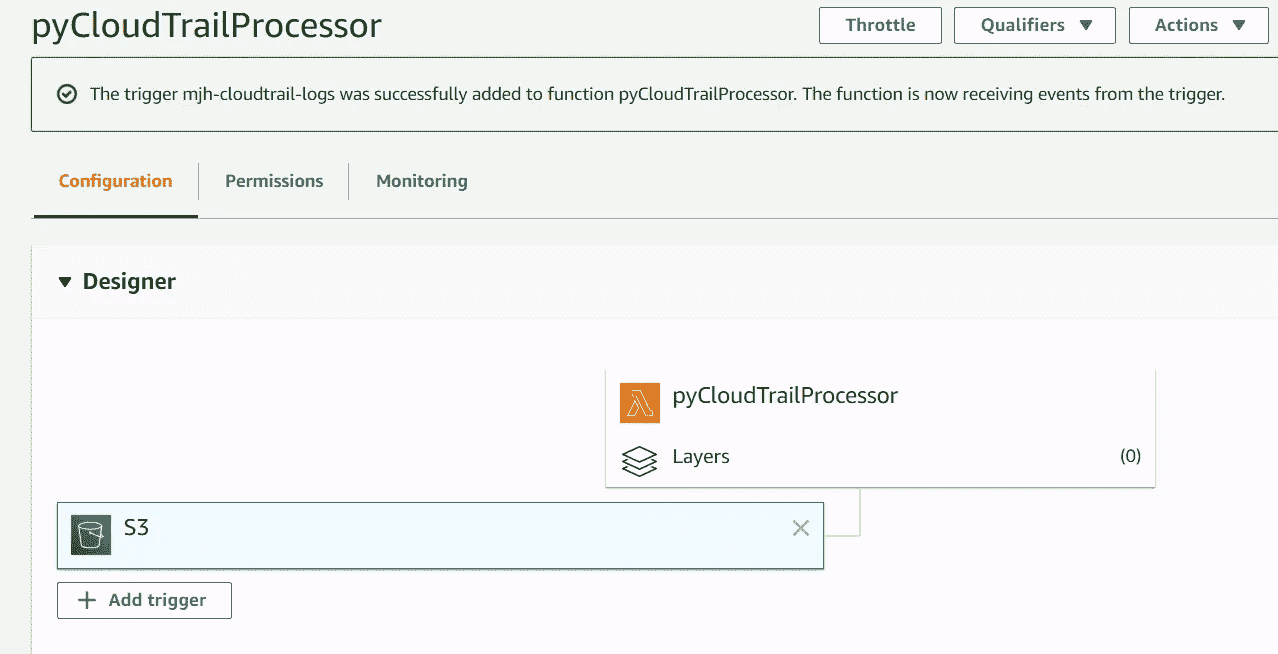 pyCloudTrailProcessor
Throttle
Qualifiers
Actions
The trigger mjh-cloudtrail-logs was successfully added to function pyCloudTrailProcessor. The function is now receiving events from the trigger.
Configuration
Permissions
Monitoring
Designer
pyCloudTrailProcessor
Layers
(0)
S3
Add trigger